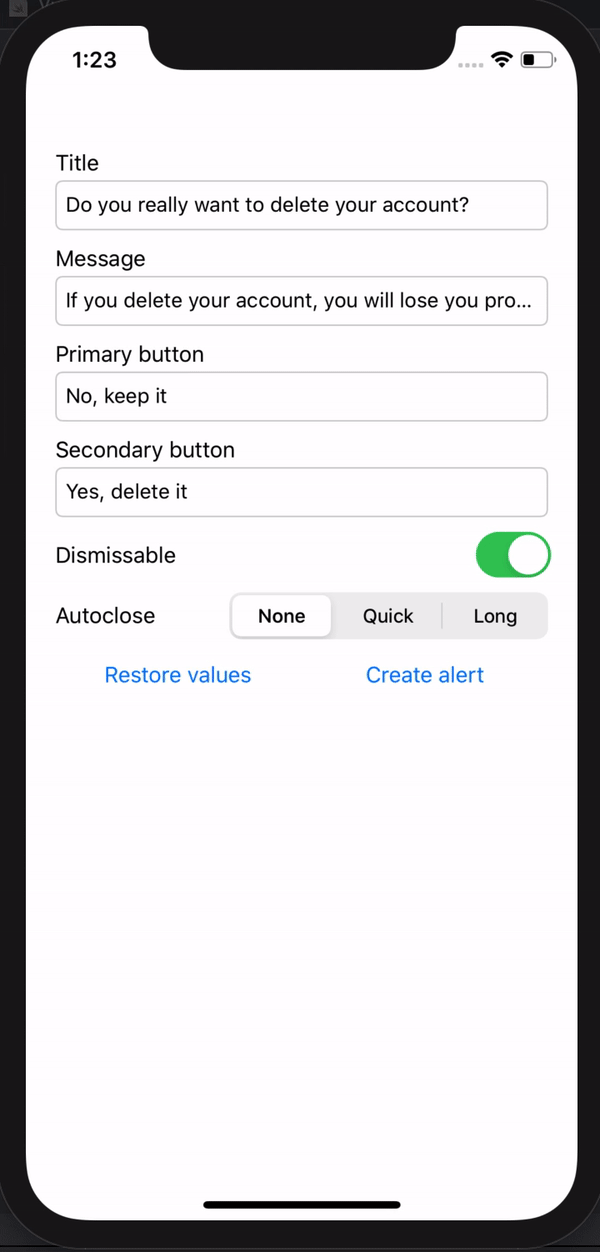 1:23
Title
Do you really want to delete your account?
Message
If you delete your account, you will lose you pro...
Primary button
No, keep it
Secondary button
Yes, delete it
Dismissable
Autoclose None Quick Long
Restore values Create alert